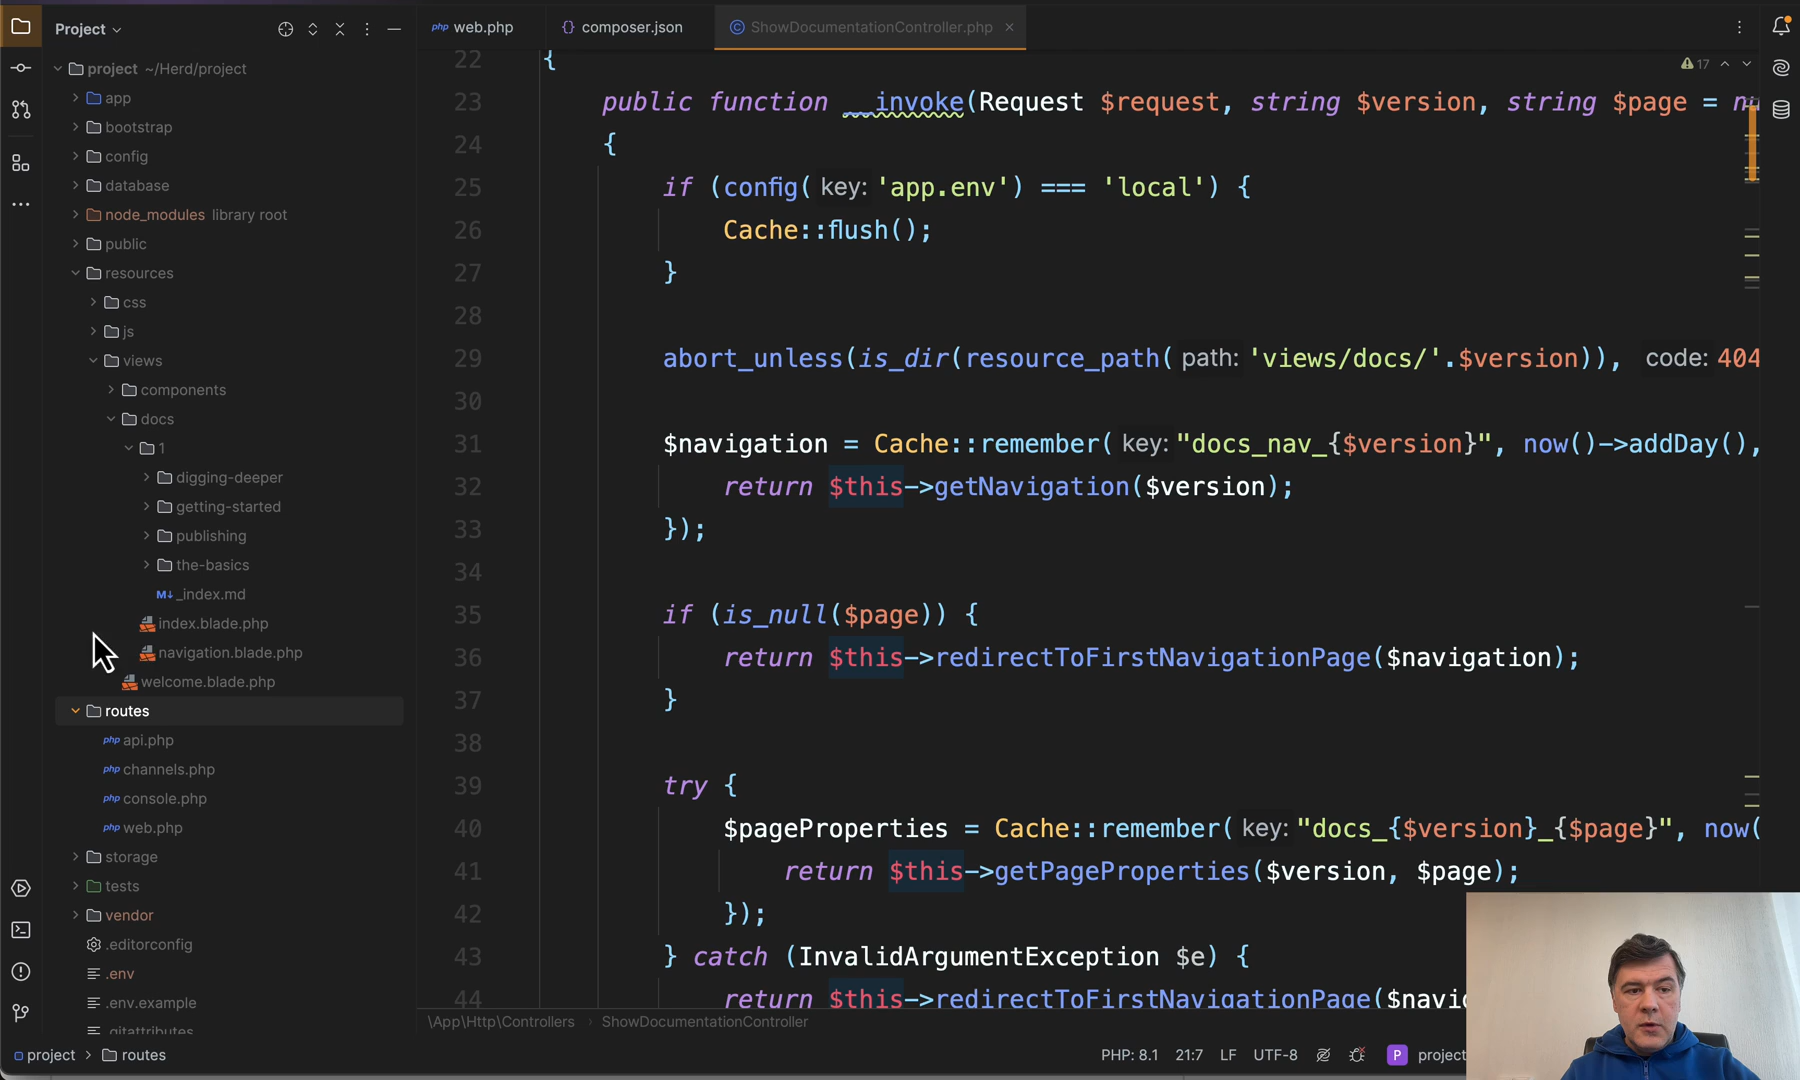 Project
project ~/Herd/project
app
bootstrap
config
database
node_modules library root
public
resources
css
js
views
components
docs
1
digging-deeper
getting-started
publishing
the-basics
M↓ _index.md
index.blade.php
navigation.blade.php
welcome.blade.php
routes
php api.php
php channels.php
php console.php
php web.php
storage
tests
vendor
.editorconfig
.env
.env.example
.gitattributes
php web.php
{} composer.json
© ShowDocumentationController.php ×
17
22 {
23 public function __invoke(Request $request, string $version, string $page = nu
24 {
25 if (config( key: 'app.env') === 'local') {
26 Cache::flush();
27 }
28
29 abort_unless(is_dir(resource_path( path: 'views/docs/'.$version)), code: 404
30
31 $navigation = Cache::remember( key: "docs_nav_{$version}", now()->addDay(),
32 return $this->getNavigation($version);
33 });
34
35 if (is_null($page)) {
36 return $this->redirectToFirstNavigationPage($navigation);
37 }
38
39 try {
40 $pageProperties = Cache::remember( key: "docs_{$version}_{$page}", now(
41 return $this->getPageProperties($version, $page);
42 });
43 } catch (InvalidArgumentException $e) {
44 return $this->redirectToFirstNavigationPage($navig
\App\Http\Controllers ShowDocumentationController
project > routes
PHP: 8.1 21:7 LF UTF-8 P project